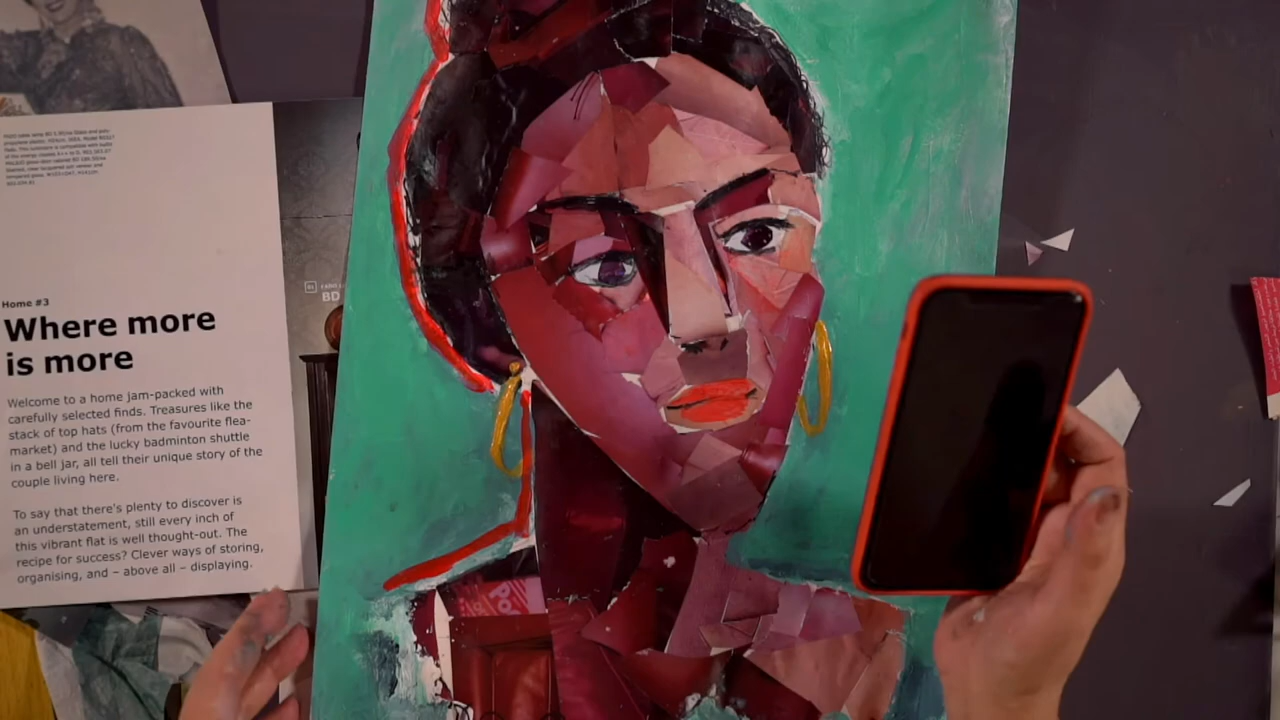 Home #3
Where more
is more
Welcome to a home jam-packed with
carefully selected finds. Treasures like the
stack of top hats (from the favourite flea-
market) and the lucky badminton shuttle
in a bell jar, all tell their unique story of the
couple living here.
To say that there's plenty to discover is
an understatement, still every inch of
this vibrant flat is well thought-out. The
recipe for success? Clever ways of storing,
organising, and – above all – displaying.
BD